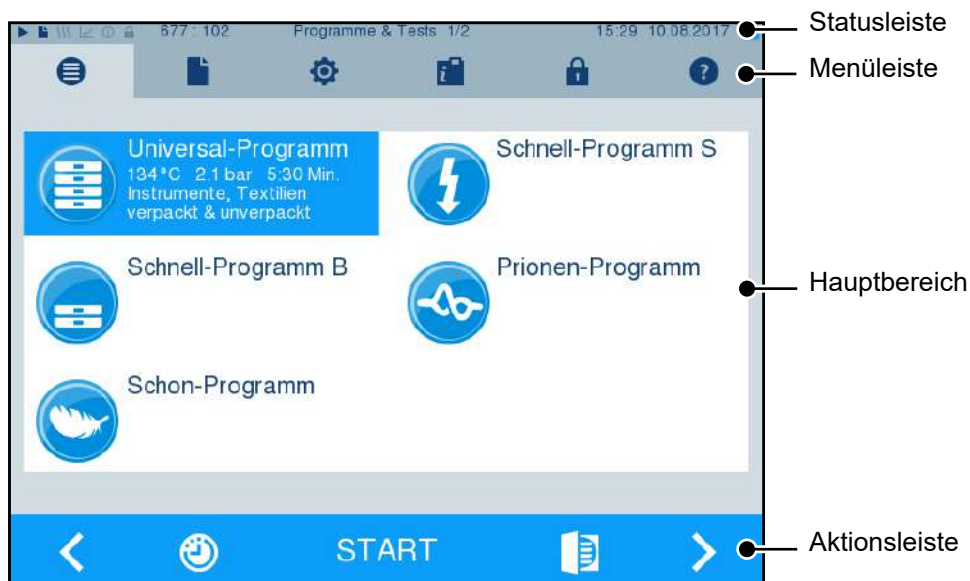 677 : 102 Programme & Tests 1/2 15:29 10.08.2017
Statusleiste
Menüleiste
Universal-Programm
134°C 2.1 bar 5:30 Min.
Instrumente, Textilien
verpackt & unverpackt
Schnell-Programm S
Schnell-Programm B
Prionen-Programm
Hauptbereich
Schon-Programm
START
Aktionsleiste